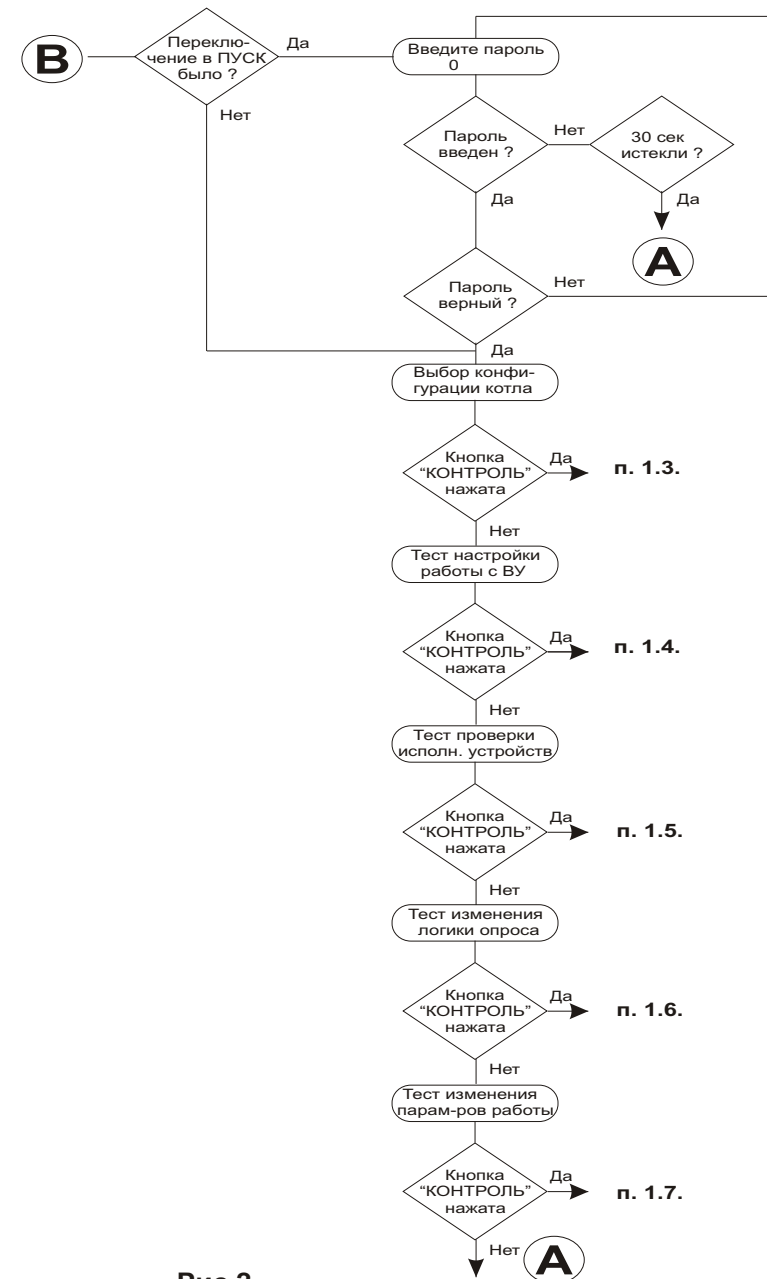 В
Переклю-
чение в ПУСК
было ?
Да
Нет
Введите пароль
0
Пароль
введен ?
Нет
Да
30 сек
истекли ?
Да
А
Пароль
верный ?
Нет
Да
Выбор конфи-
гурации котла
Кнопка
“КОНТРОЛЬ”
нажата
Да
п. 1.3.
Нет
Тест настройки
работы с ВУ
Кнопка
“КОНТРОЛЬ”
нажата
Да
п. 1.4.
Нет
Тест проверки
исполн. устройств
Кнопка
“КОНТРОЛЬ”
нажата
Да
п. 1.5.
Нет
Тест изменения
логики опроса
Кнопка
“КОНТРОЛЬ”
нажата
Да
п. 1.6.
Нет
Тест изменения
парам-ров работы
Кнопка
“КОНТРОЛЬ”
нажата
Да
п. 1.7.
Нет
А